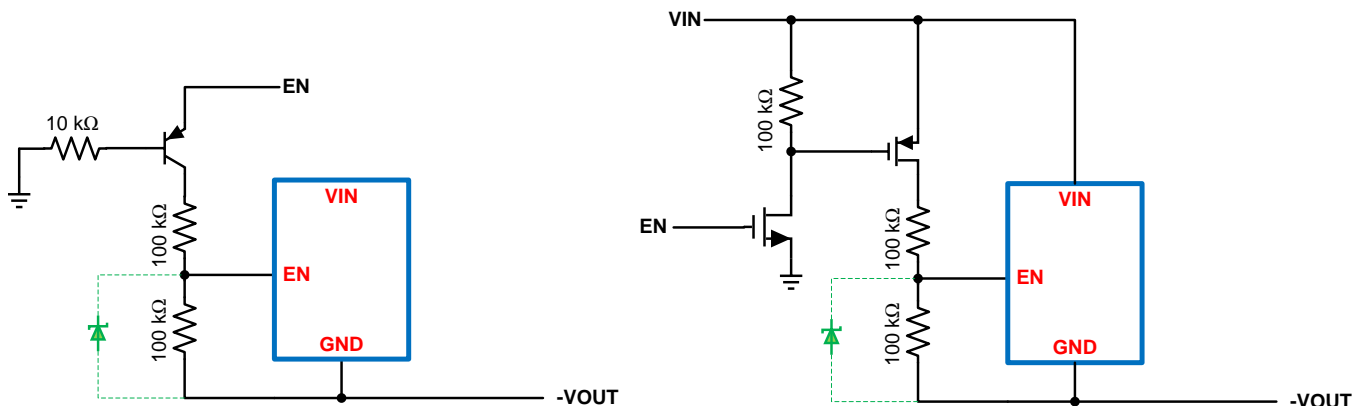 EN
10 kΩ
100 kΩ
VIN
EN
100 kΩ
GND
-VOUT
VIN
100 kΩ
EN
100 kΩ
VIN
EN
100 kΩ
GND
-VOUT